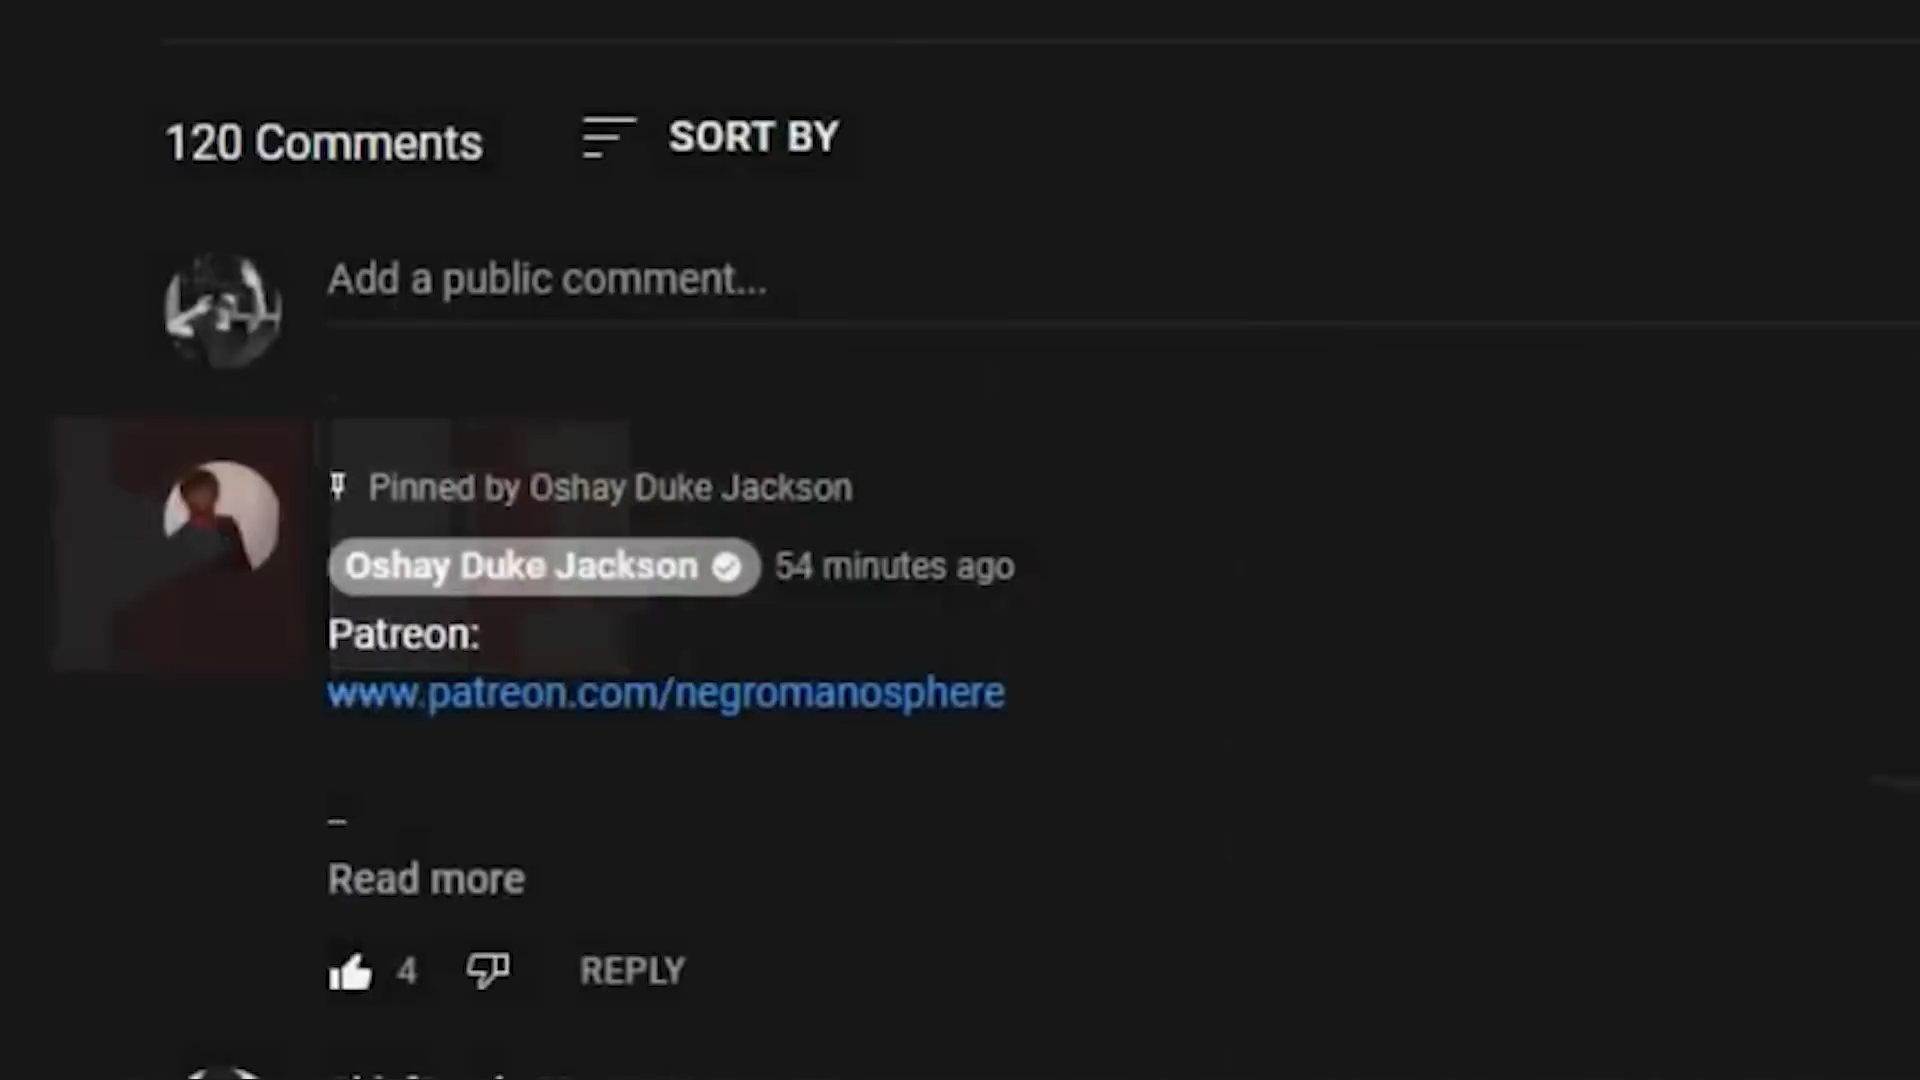 120 Comments
SORT BY
Add a public comment...
Pinned by Oshay Duke Jackson
Oshay Duke Jackson 54 minutes ago
Patreon:
www.patreon.com/negromanosphere
--
Read more
4 REPLY